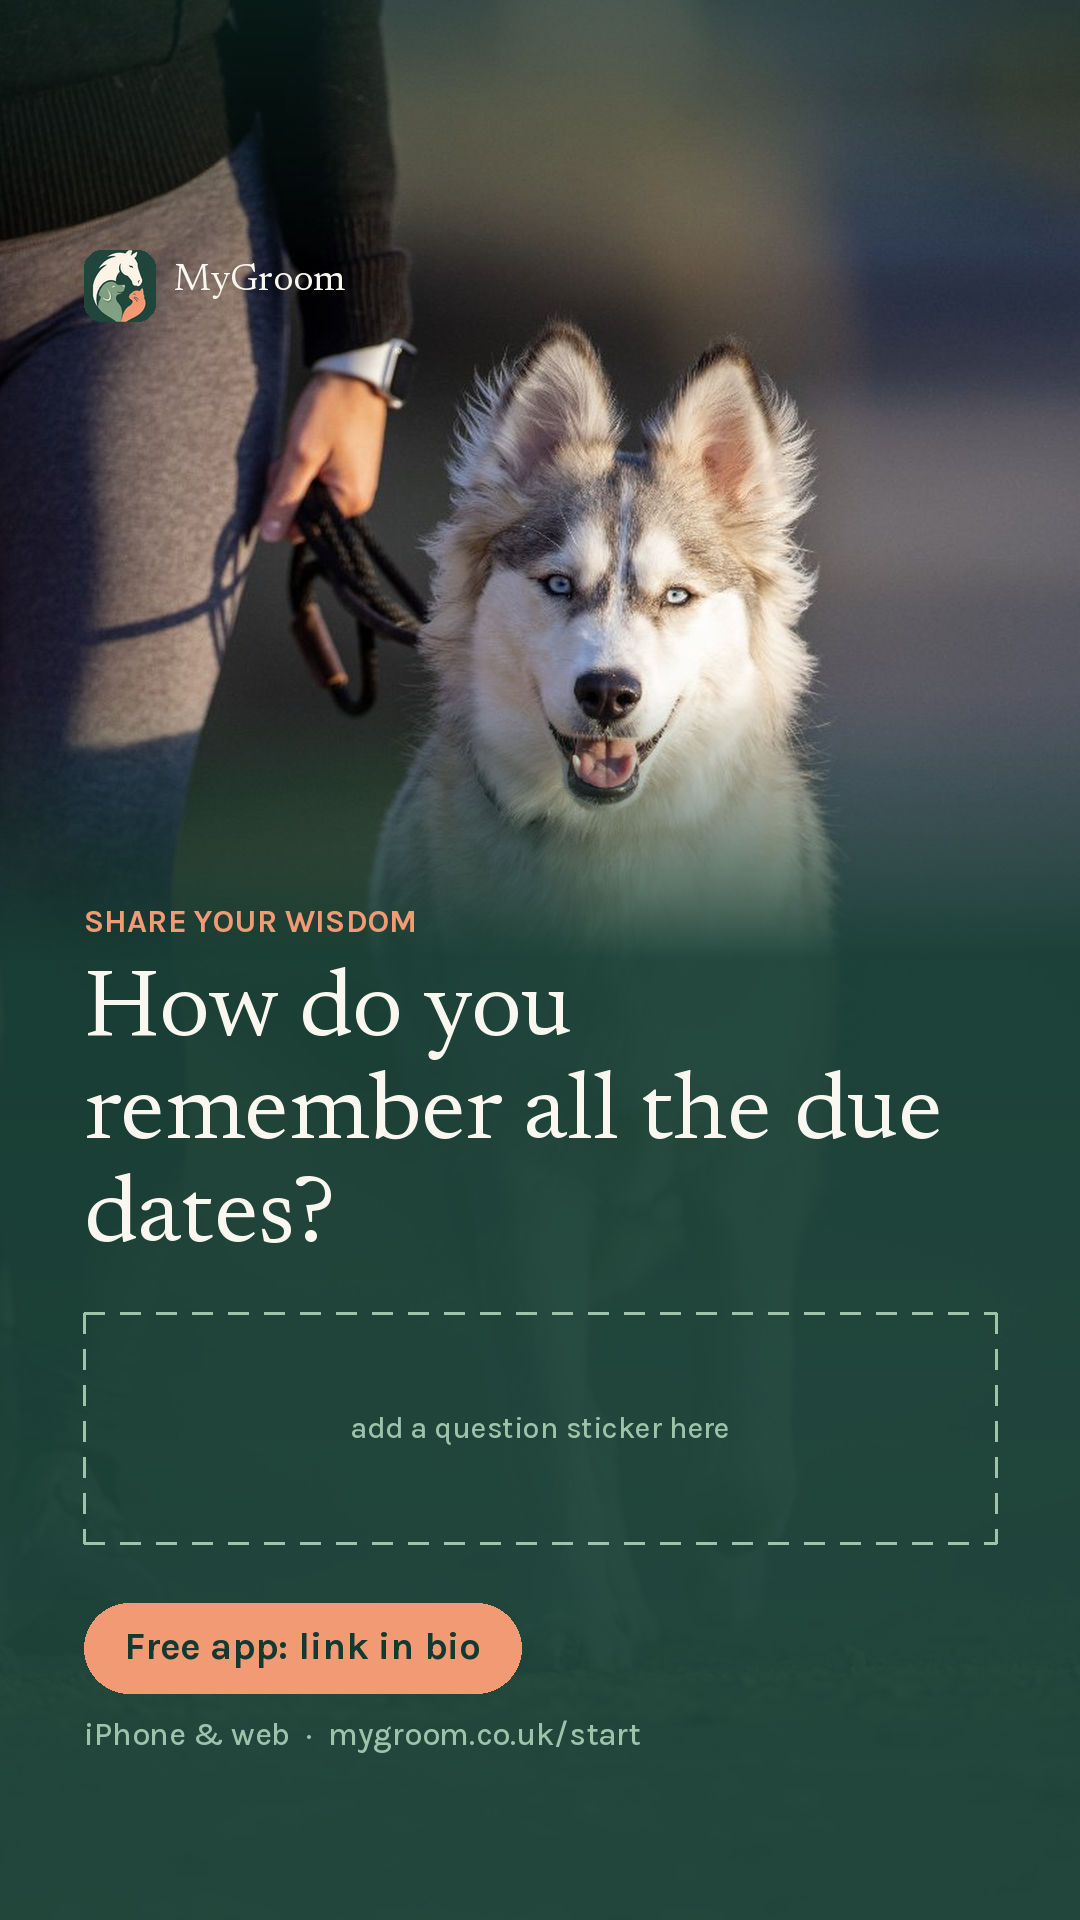 MyGroom
SHARE YOUR WISDOM
How do you
remember all the due
dates?
add a question sticker here
Free app: link in bio
iPhone & web · mygroom.co.uk/start